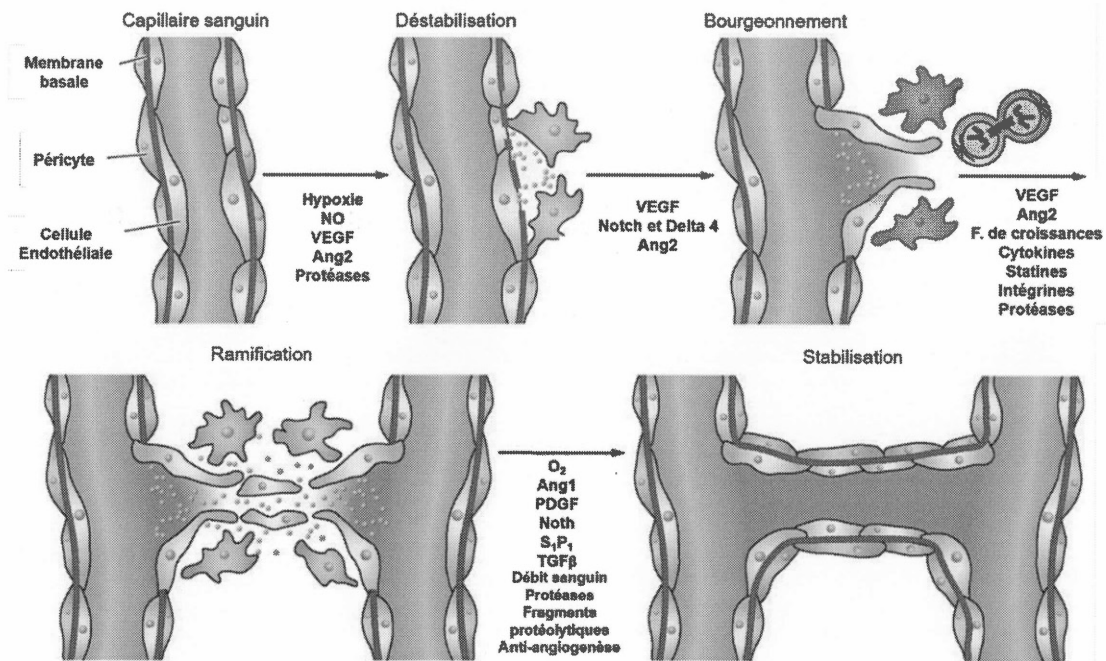 Capillaire sanguin
Déstabilisation
Bourgeonnement
Membrane
basale
Péricyte
Cellule
Endothéliale
Hypoxie
NO
VEGF
Ang2
Protéases
VEGF
Notch et Delta 4
Ang2
VEGF
Ang2
F. de croissances
Cytokines
Statines
Intégrines
Protéases
Ramification
Stabilisation
O₂
Ang1
PDGF
Noth
S₁P₁
TGFβ
Débit sanguin
Protéases
Fragments
protéolytiques
Anti-angiogenèse